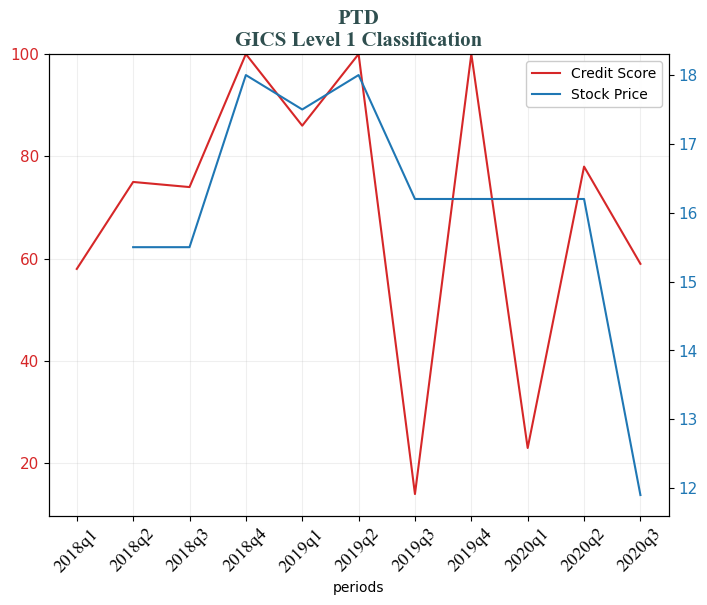 PTD
GICS Level 1 Classification
Credit Score
Stock Price
100
80
60
40
20
18
17
16
15
14
13
12
2018q1
2018q2
2018q3
2018q4
2019q1
2019q2
2019q3
2019q4
2020q1
2020q2
2020q3
periods